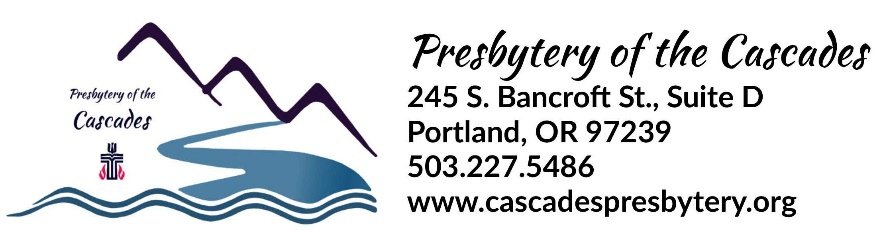 Presbytery of the
Cascades
Presbytery of the Cascades
245 S. Bancroft St., Suite D
Portland, OR 97239
503.227.5486
www.cascadespresbytery.org